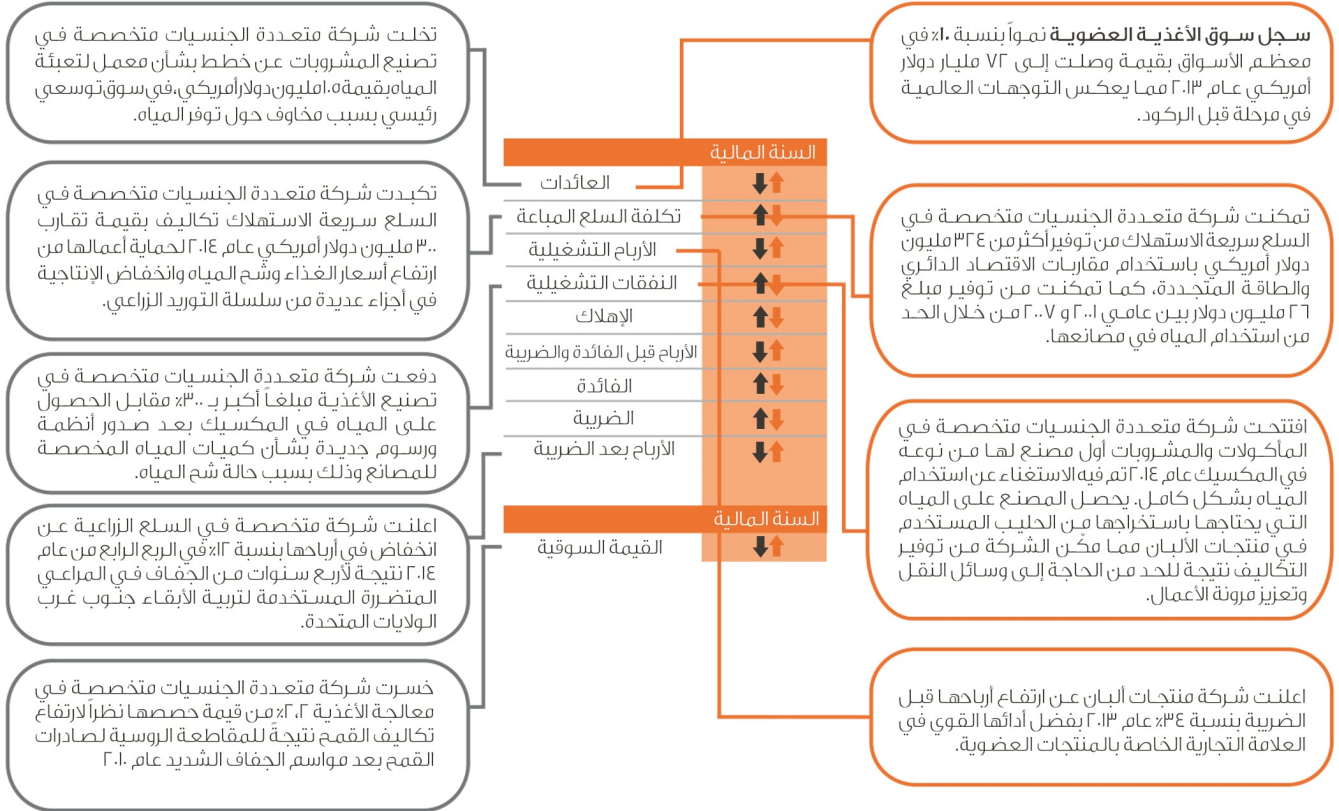 سجل سوق الأغذية العضوية نمواً بنسبة ١٠٪ في
معظم الأسواق بقيمة وصلت إلى ٧٢ مليار دولار
أمريكي عام ٢٠١٣ مما يعكس التوجهات العالمية
في مرحلة قبل الركود.
تمكنت شركة متعددة الجنسيات متخصصة في
السلع سريعة الاستهلاك من توفير أكثر من ٣٢٤ مليون
دولار أمريكي باستخدام مقاربات الاقتصاد الدائري
والطاقة المتجددة، كما تمكنت من توفير مبلغ
٢٦ مليون دولار بين عامي ٢٠٠١ و ٢٠٠٧ من خلال الحد
من استخدام المياه في مصانعها.
افتتحت شركة متعددة الجنسيات متخصصة في
المأكولات والمشروبات أول مصنع لها من نوعه
في المكسيك عام ٢٠١٤ تم فيه الاستغناء عن استخدام
المياه بشكل كامل. يحصل المصنع على المياه
التي يحتاجها باستخراجها من الحليب المستخدم
في منتجات الألبان مما مكّن الشركة من توفير
التكاليف نتيجة للحد من الحاجة إلى وسائل النقل
وتعزيز مرونة الأعمال.
اعلنت شركة منتجات ألبان عن ارتفاع أرباحها قبل
الضريبة بنسبة ٣٤٪ عام ٢٠١٣ بفضل أدائها القوي في
العلامة التجارية الخاصة بالمنتجات العضوية.
السنة المالية
العائدات
تكلفة السلع المباعة
الأرباح التشغيلية
النفقات التشغيلية
الإهلاك
الأرباح قبل الفائدة والضريبة
الفائدة
الضريبة
الأرباح بعد الضريبة
السنة المالية
القيمة السوقية
تخلت شركة متعددة الجنسيات متخصصة في
تصنيع المشروبات عن خطط بشأن معمل لتعبئة
المياه بقيمة ١٠٥ مليون دولار أمريكي، في سوق توسعي
رئيسي بسبب مخاوف حول توفر المياه.
تكبدت شركة متعددة الجنسيات متخصصة في
السلع سريعة الاستهلاك تكاليف بقيمة تقارب
٣٠٠ مليون دولار أمريكي عام ٢٠١٤ لحماية أعمالها من
ارتفاع أسعار الغذاء وشح المياه وانخفاض الإنتاجية
في أجزاء عديدة من سلسلة التوريد الزراعي.
دفعت شركة متعددة الجنسيات متخصصة في
تصنيع الأغذية مبلغاً أكبر بـ ٣٠٠٪ مقابل الحصول
على المياه في المكسيك بعد صدور أنظمة
ورسوم جديدة بشأن كميات المياه المخصصة
للمصانع وذلك بسبب حالة شح المياه.
اعلنت شركة متخصصة في السلع الزراعية عن
انخفاض في أرباحها بنسبة ١٢٪ في الربع الرابع من عام
٢٠١٤ نتيجة لأربع سنوات من الجفاف في المراعي
المتضررة المستخدمة لتربية الأبقاء جنوب غرب
الولايات المتحدة.
خسرت شركة متعددة الجنسيات متخصصة في
معالجة الأغذية ٢،٢٪ من قيمة حصصها نظراً لارتفاع
تكاليف القمح نتيجةً للمقاطعة الروسية لصادرات
القمح بعد مواسم الجفاف الشديد عام ٢٠١٠